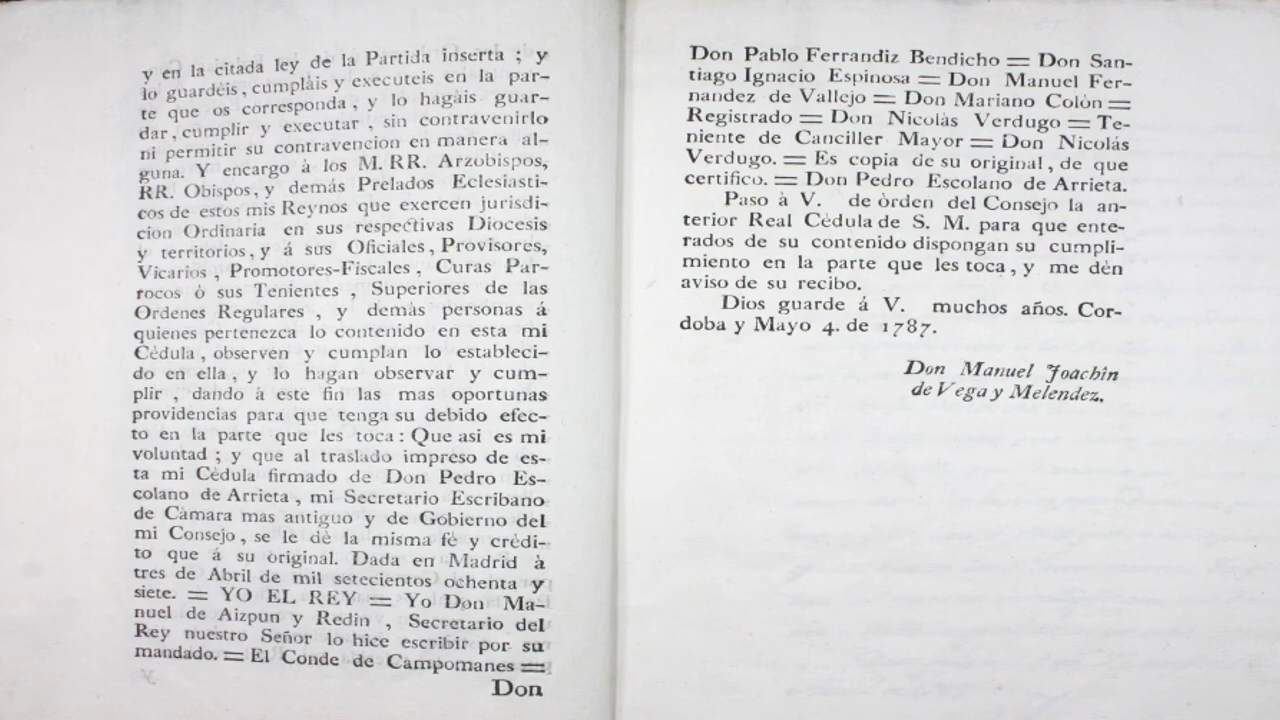 y en la citada ley de la Partida inserta ; y
lo guardéis, cumpláis y executeis en la par-
te que os corresponda, y lo hagais guar-
dar, cumplir y executar, sin contravenirlo
ni permitir su contravencion en manera al-
guna. Y encargo à los M. RR. Arzobispos,
RR. Obispos, y demás Prelados Eclesiasti-
cos de estos mis Reynos que exercen jurisdi-
cion Ordinaria en sus respectivas Diocesis
y territorios, y á sus Oficiales, Provisores,
Vicarios, Promotores-Fiscales, Curas Par-
rocos ò sus Tenientes, Superiores de las
Ordenes Regulares, y demás personas á
quienes pertenezca lo contenido en esta mi
Cédula, observen y cumplan lo estableci-
do en ella, y lo hagan observar y cum-
plir, dando à este fin las mas oportunas
providencias para que tenga su debido efec-
to en la parte que les toca: Que asi es mi
voluntad; y que al traslado impreso de es-
ta mi Cédula firmado de Don Pedro Es-
colano de Arrieta, mi Secretario Escribano
de Cámara mas antiguo y de Gobierno del
mi Consejo, se le dè la misma fé y crédi-
to que á su original. Dada en Madrid à
tres de Abril de mil setecientos ochenta y
siete. = YO EL REY = Yo Don Ma-
nuel de Aizpun y Redin, Secretario del
Rey nuestro Señor lo hice escribir por su
mandado. = El Conde de Campomanes =
Don
Don Pablo Ferrandiz Bendicho = Don San-
tiago Ignacio Espinosa = Don Manuel Fer-
nandez de Vallejo = Don Mariano Colòn =
Registrado = Don Nicolàs Verdugo = Te-
niente de Canciller Mayor = Don Nicolás
Verdugo. = Es copia de su original, de que
certifico. = Don Pedro Escolano de Arrieta.
Paso à V. de òrden del Consejo la an-
terior Real Cédula de S. M. para que ente-
rados de su contenido dispongan su cumpli-
miento en la parte que les toca, y me dén
aviso de su recibo.
Dios guarde á V. muchos años. Cor-
doba y Mayo 4. de 1787.
Don Manuel Joachin
de Vega y Melendez.